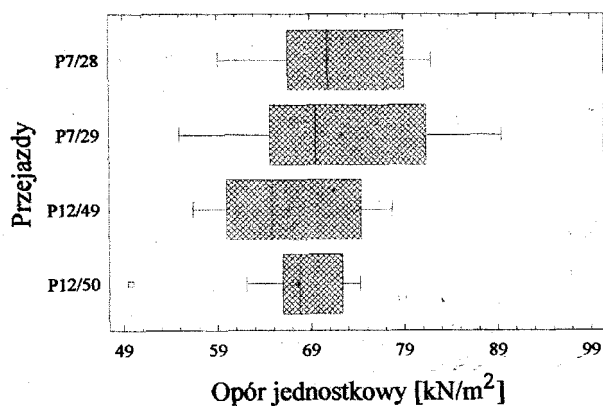 P7/28
P7/29
P12/49
P12/50
Przejazdy
49 59 69 79 89 99
Opór jednostkowy [kN/m²]